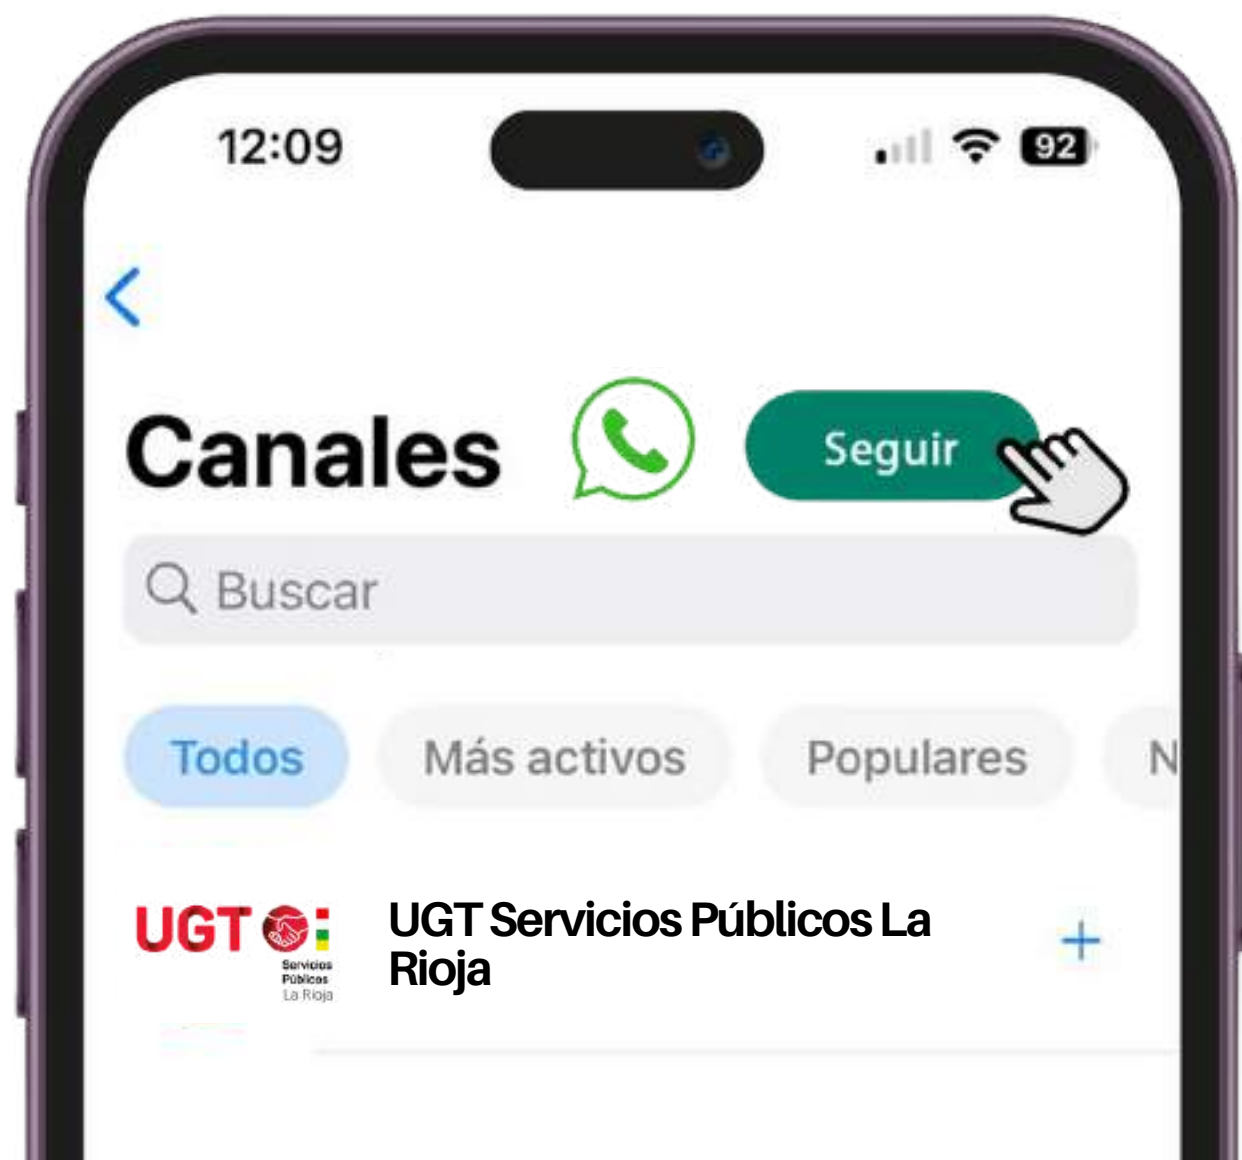 12:09
92
Canales
Seguir
Buscar
Todos
Más activos
Populares
N
UGT
Servicios
Públicos
La Rioja
UGT Servicios Públicos La
Rioja